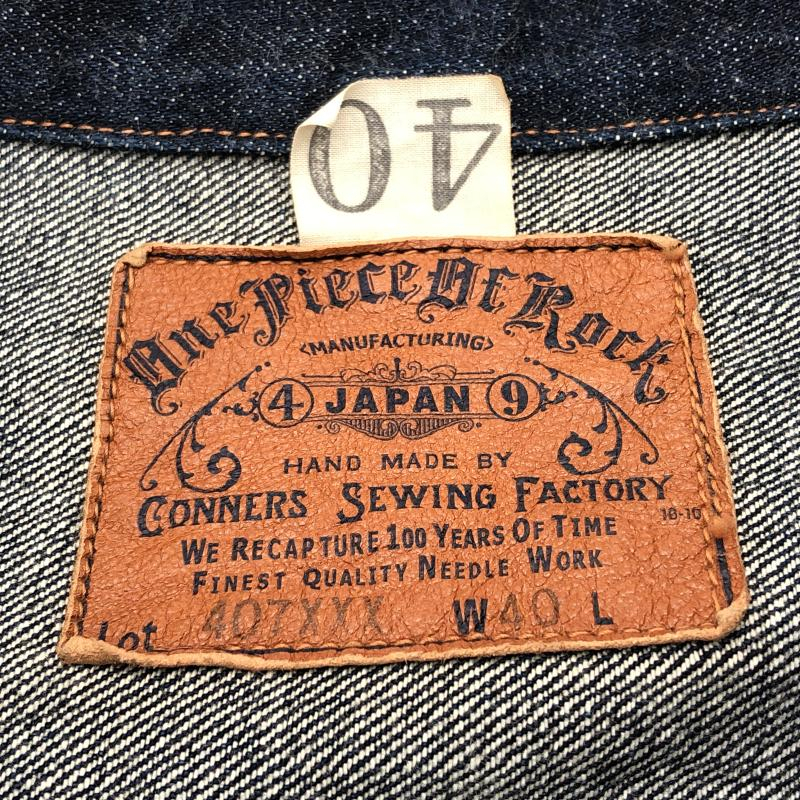 40
One Piece Of Rock
<MANUFACTURING>
4 JAPAN 9
HAND MADE BY
CONNERS SEWING FACTORY
18-10
WE RECAPTURE 100 YEARS OF TIME
FINEST QUALITY NEEDLE WORK
Lot 407XXX W 40 L